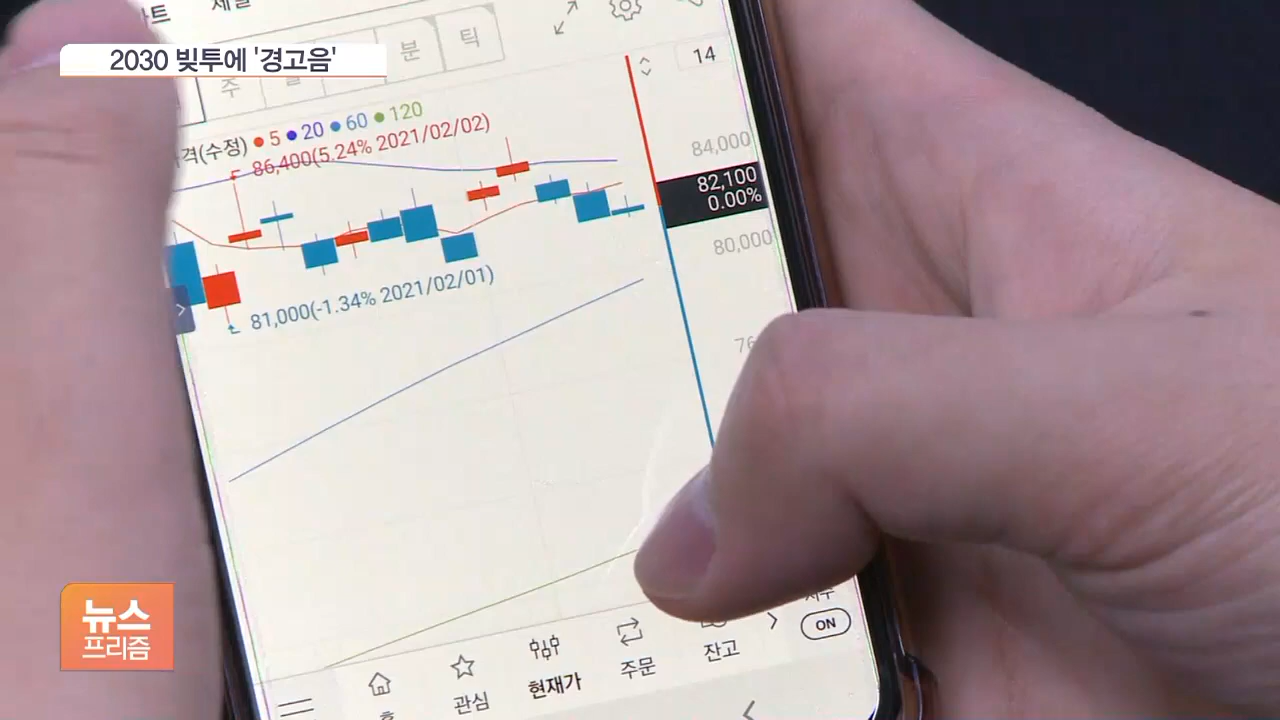 2030 빚투에 '경고음'
분 틱
주
14
격(수정) 5 20 60 120
86,400(5.24% 2021/02/02)
84,000
82,100
0.00%
80,000
81,000(-1.34% 2021/02/01)
76
뉴스
프리즘
ON
관심 현재가 주문 잔고